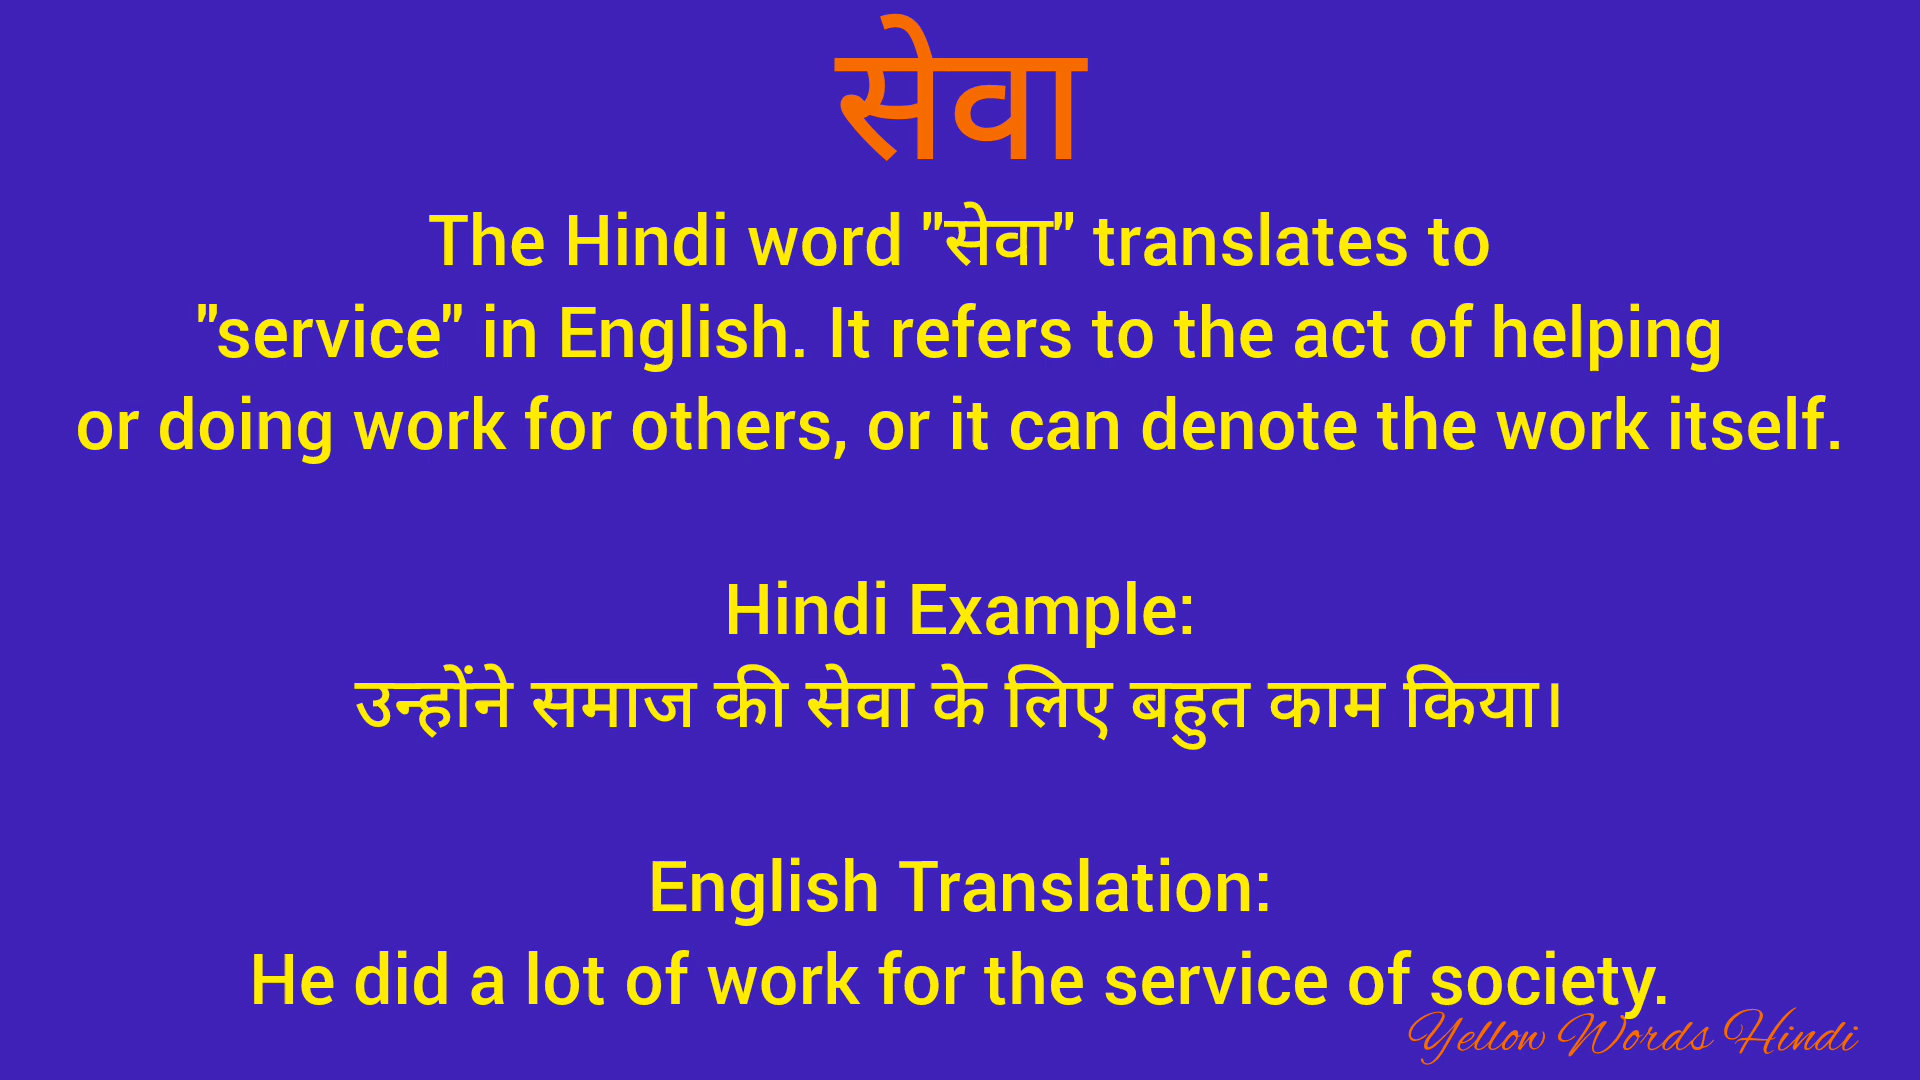 सेवा
The Hindi word "सेवा" translates to
"service" in English. It refers to the act of helping
or doing work for others, or it can denote the work itself.
Hindi Example:
उन्होंने समाज की सेवा के लिए बहुत काम किया।
English Translation:
He did a lot of work for the service of society.
Yellow Words Hindi